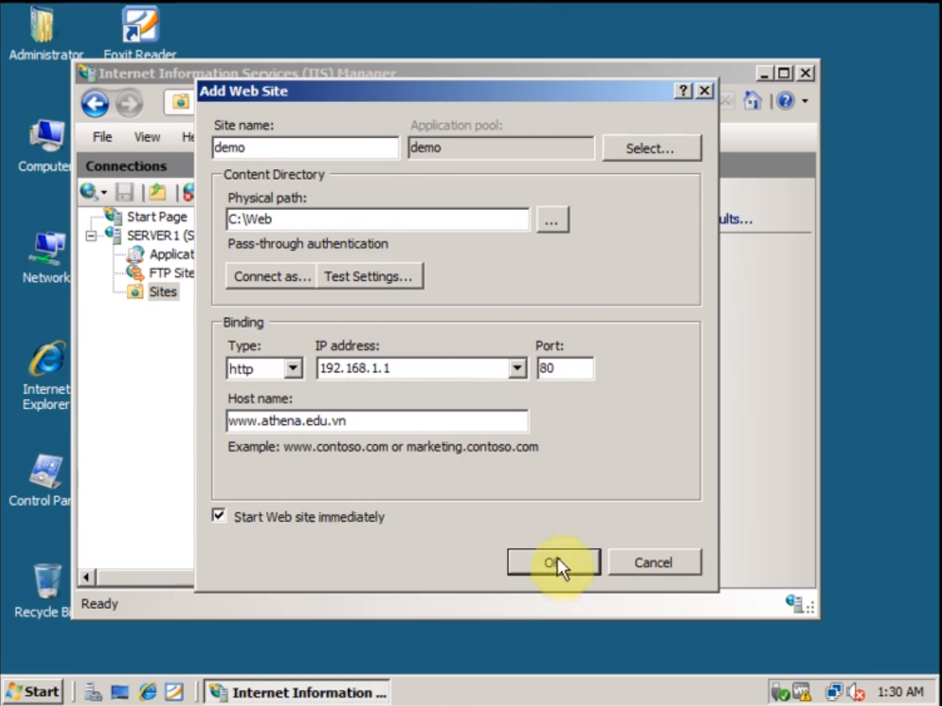 Administrator
Foxit Reader
Internet Information Services (IIS) Manager
Add Web Site
File View
Computer
Connections
Site name:
Application pool:
demo
demo
Select...
Content Directory
Physical path:
C:\Web
...
Pass-through authentication
Connect as...
Test Settings...
Start Page
SERVER1 (S
Applicat
FTP Site
Sites
Network
Binding
Type:
IP address:
Port:
http
192.168.1.1
80
Host name:
www.athena.edu.vn
Example: www.contoso.com or marketing.contoso.com
Internet
Explorer
Control Par
Start Web site immediately
Cancel
Recycle Bi
Ready
Start
Internet Information ...
1:30 AM